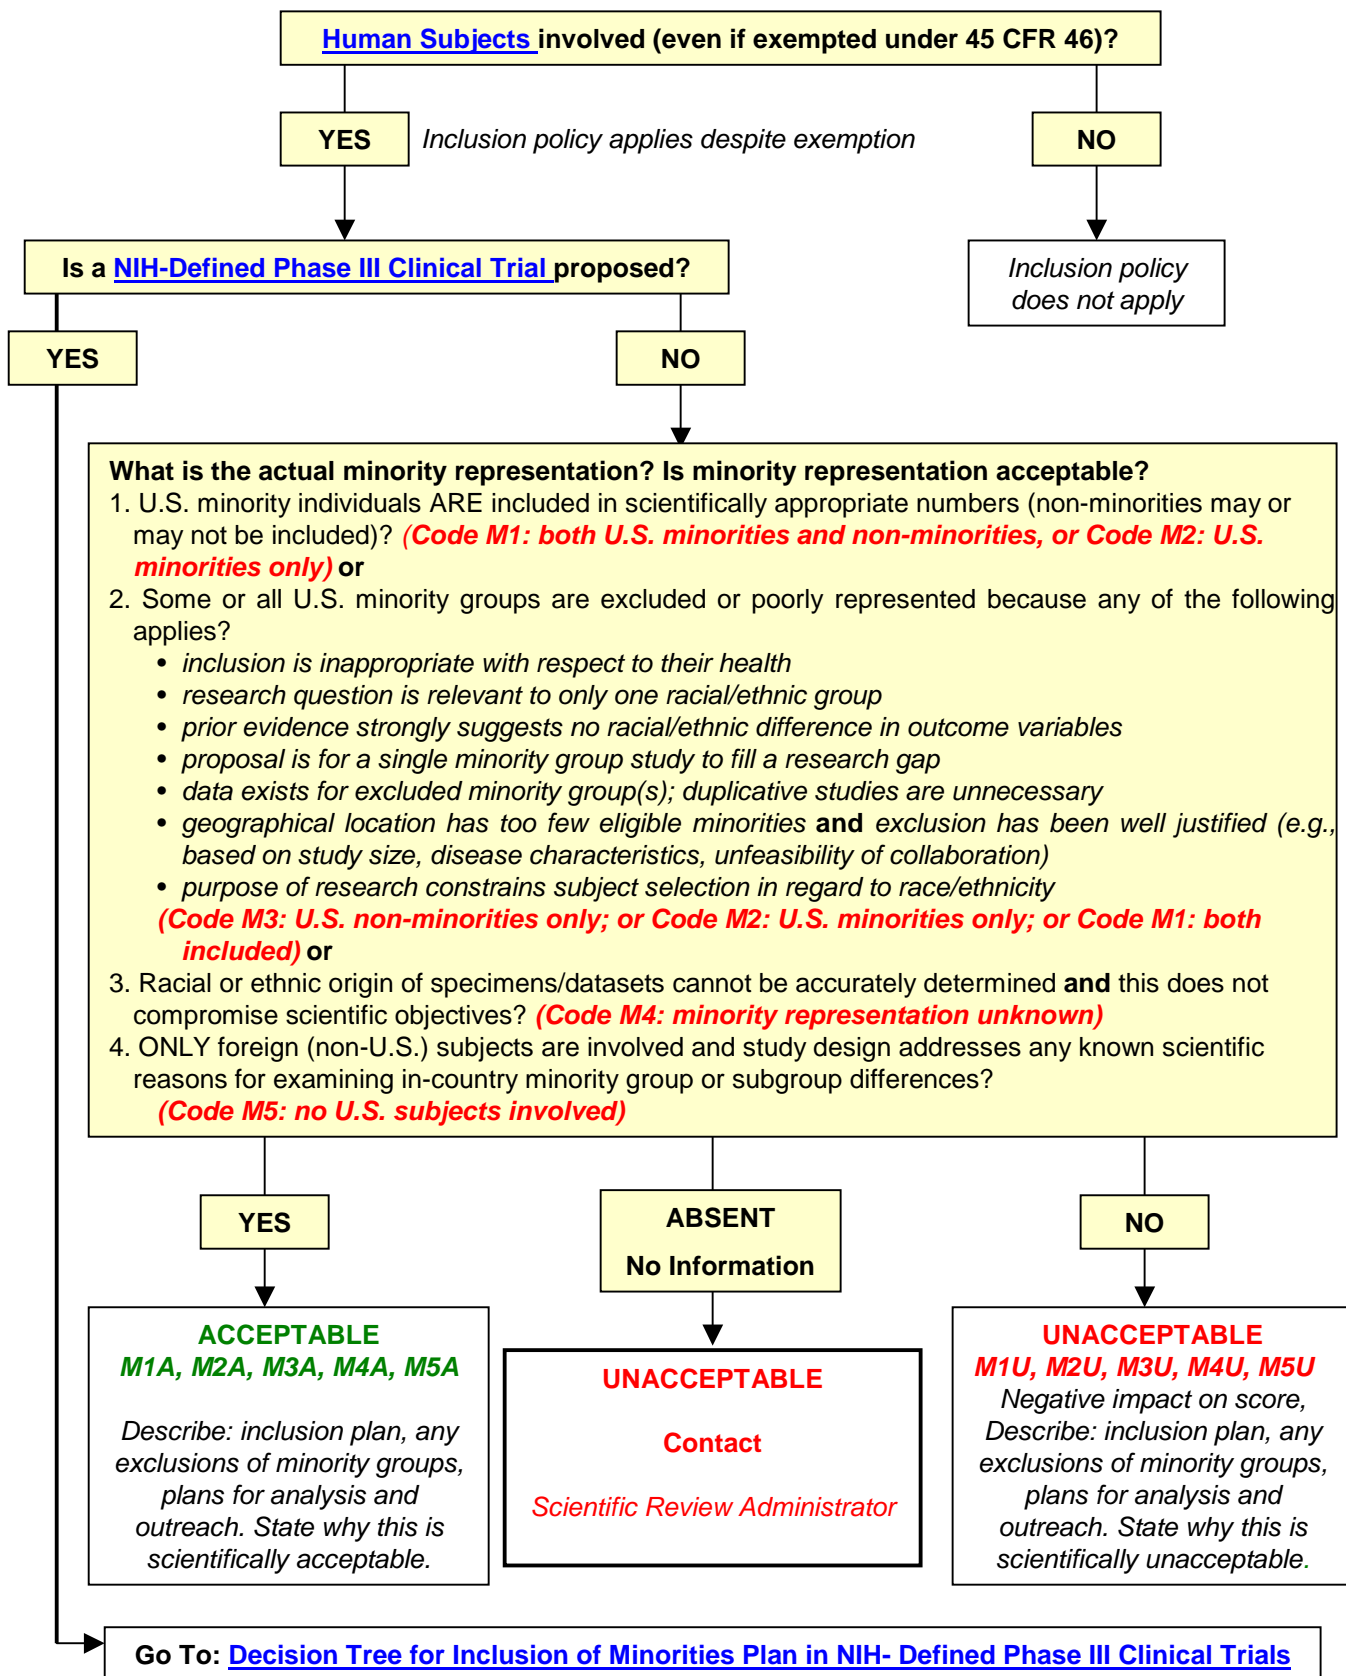 Human Subjects involved (even if exempted under 45 CFR 46)?
YES
Inclusion policy applies despite exemption
NO
Is a NIH-Defined Phase III Clinical Trial proposed?
Inclusion policy
does not apply
YES
NO
What is the actual minority representation? Is minority representation acceptable?
1. U.S. minority individuals ARE included in scientifically appropriate numbers (non-minorities may or
may not be included)? (Code M1: both U.S. minorities and non-minorities, or Code M2: U.S.
minorities only) or
2. Some or all U.S. minority groups are excluded or poorly represented because any of the following
applies?
• inclusion is inappropriate with respect to their health
• research question is relevant to only one racial/ethnic group
• prior evidence strongly suggests no racial/ethnic difference in outcome variables
• proposal is for a single minority group study to fill a research gap
• data exists for excluded minority group(s); duplicative studies are unnecessary
• geographical location has too few eligible minorities and exclusion has been well justified (e.g.,
based on study size, disease characteristics, unfeasibility of collaboration)
• purpose of research constrains subject selection in regard to race/ethnicity
(Code M3: U.S. non-minorities only; or Code M2: U.S. minorities only; or Code M1: both
included) or
3. Racial or ethnic origin of specimens/datasets cannot be accurately determined and this does not
compromise scientific objectives? (Code M4: minority representation unknown)
4. ONLY foreign (non-U.S.) subjects are involved and study design addresses any known scientific
reasons for examining in-country minority group or subgroup differences?
(Code M5: no U.S. subjects involved)
YES
ABSENT
No Information
NO
ACCEPTABLE
M1A, M2A, M3A, M4A, M5A
Describe: inclusion plan, any
exclusions of minority groups,
plans for analysis and
outreach. State why this is
scientifically acceptable.
UNACCEPTABLE
Contact
Scientific Review Administrator
UNACCEPTABLE
M1U, M2U, M3U, M4U, M5U
Negative impact on score,
Describe: inclusion plan, any
exclusions of minority groups,
plans for analysis and
outreach. State why this is
scientifically unacceptable.
Go To: Decision Tree for Inclusion of Minorities Plan in NIH- Defined Phase III Clinical Trials